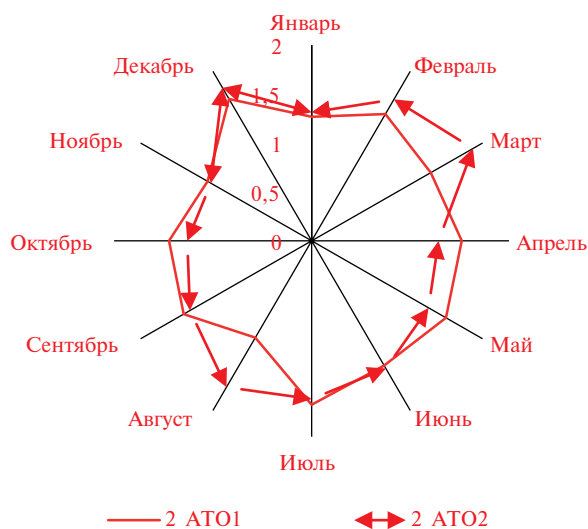 Январь
2
Декабрь
Февраль
1,5
Ноябрь
1
Март
0,5
Октябрь
0
Апрель
Сентябрь
Май
Август
Июнь
Июль
2 АТО1
2 АТО2